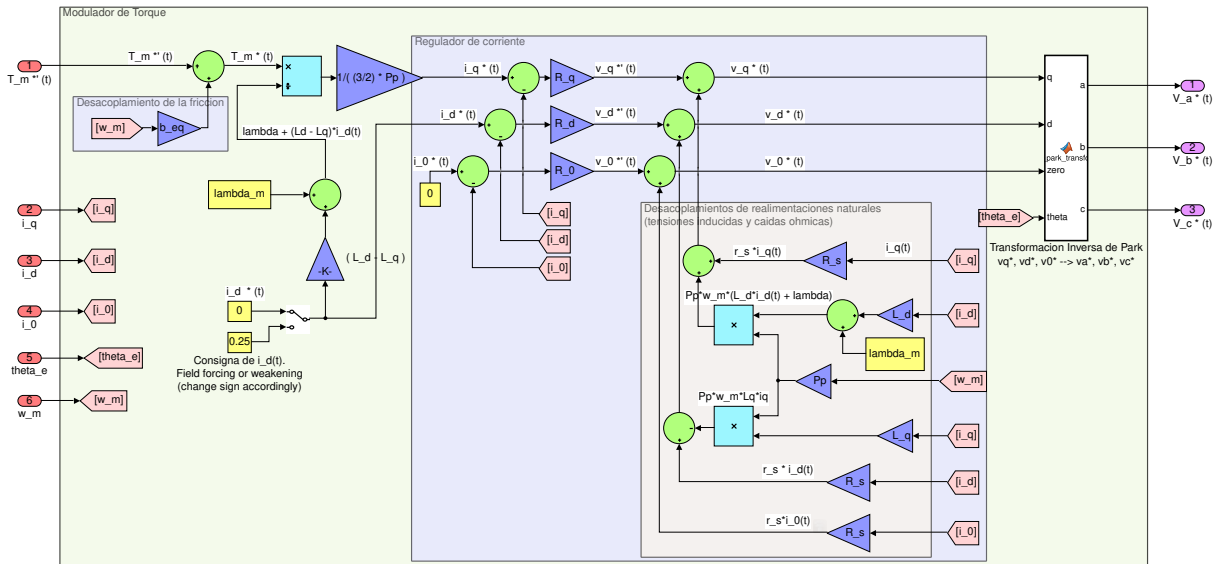 Modulador de Torque
1
T_m *' (t)
T_m *' (t)
T_m * (t)
Desacoplamiento de la friccion
[w_m]
b_eq
×
÷
1/( (3/2) * Pp )
lambda + (Ld - Lq)*i_d(t)
lambda_m
-K-
( L_d - L_q )
i_d * (t)
0
0.25
Consigna de i_d(t).
Field forcing or weakening
(change sign accordingly)
2
i_q
[i_q]
3
i_d
[i_d]
4
i_0
[i_0]
5
theta_e
[theta_e]
6
w_m
[w_m]
Regulador de corriente
i_q * (t)
R_q
v_q *' (t)
v_q * (t)
i_d * (t)
R_d
v_d *' (t)
v_d * (t)
i_0 * (t)
0
R_0
v_0 *' (t)
v_0 * (t)
[i_q]
[i_d]
[i_0]
Desacoplamientos de realimentaciones naturales
(tensiones inducidas y caidas ohmicas)
r_s*i_q(t)
R_s
i_q(t)
[i_q]
Pp*w_m*(L_d*i_d(t) + lambda)
×
L_d
[i_d]
lambda_m
Pp
[w_m]
Pp*w_m*Lq*iq
×
L_q
[i_q]
r_s * i_d(t)
R_s
[i_d]
r_s*i_0(t)
R_s
[i_0]
[theta_e]
q
d
zero
theta
a
b
c
park_transfo
Transformacion Inversa de Park
vq*, vd*, v0* --> va*, vb*, vc*
1
V_a * (t)
2
V_b * (t)
3
V_c * (t)